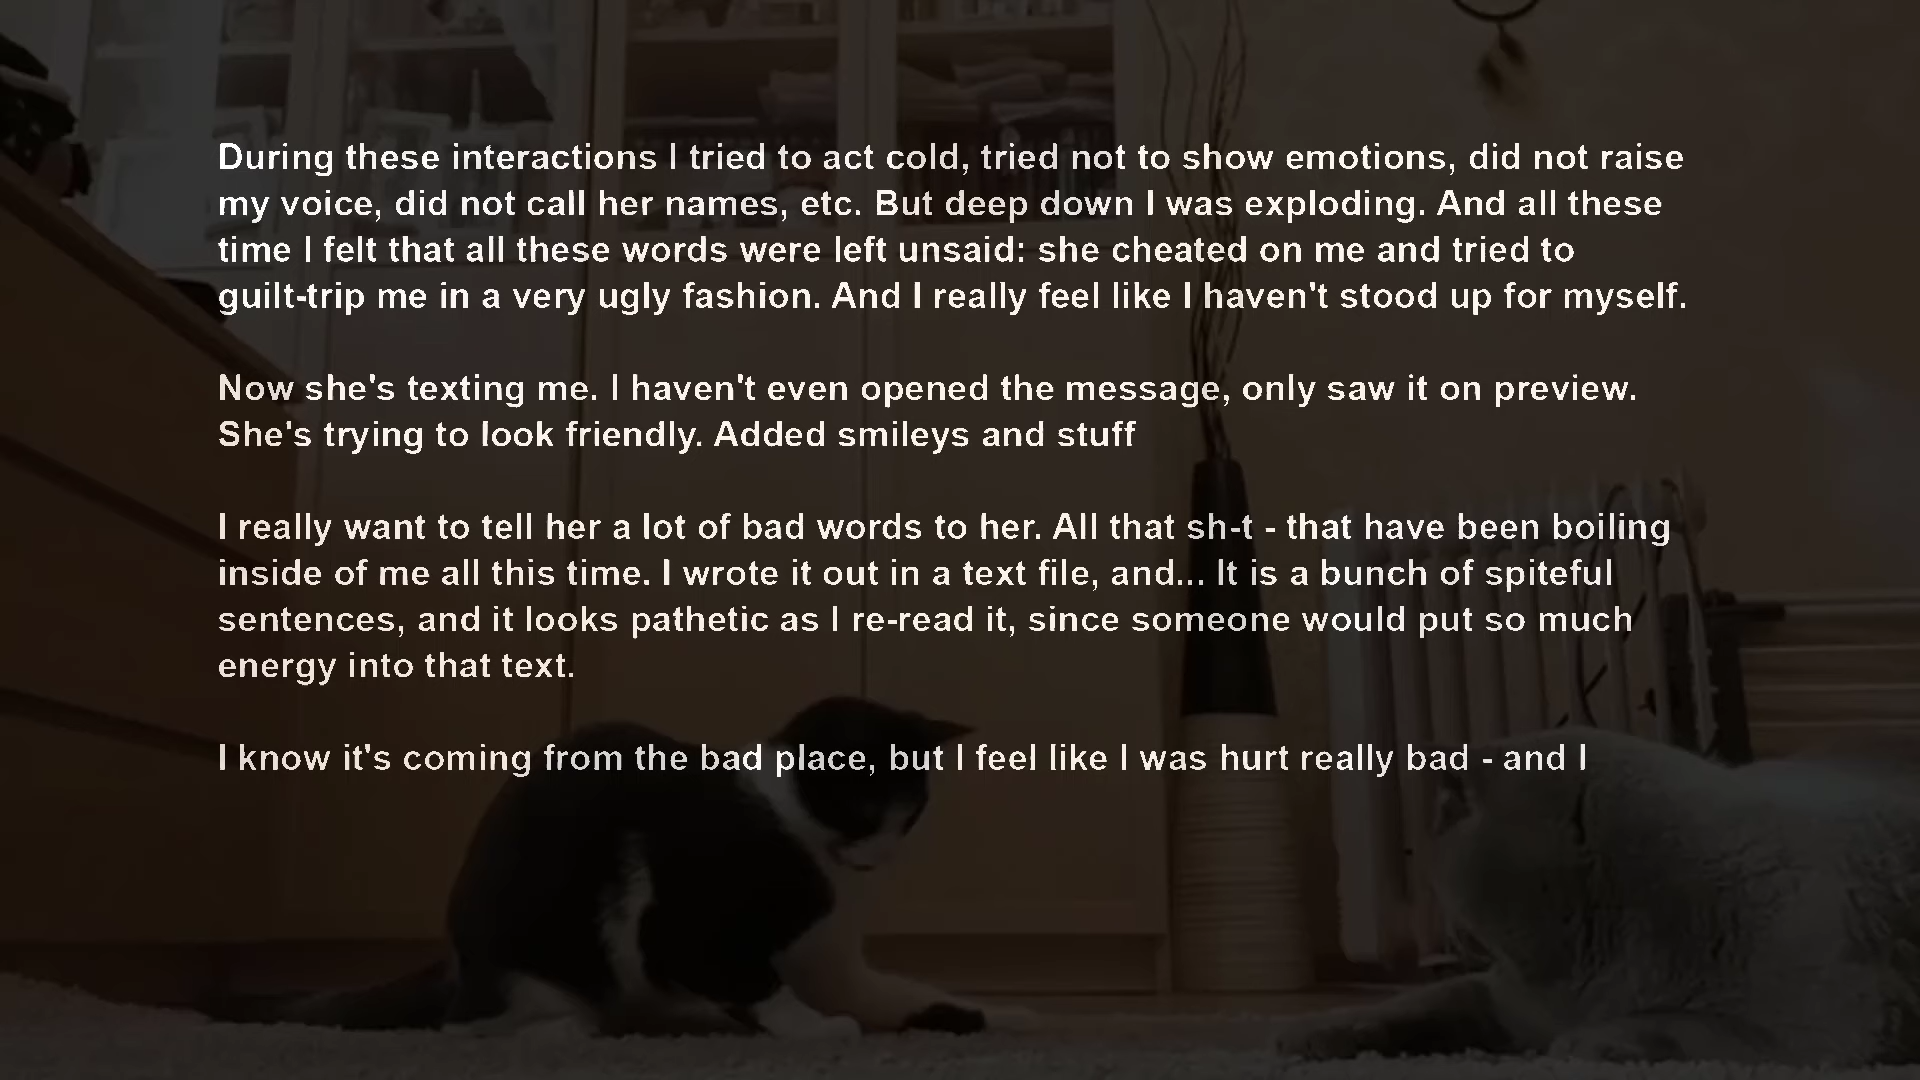 During these interactions I tried to act cold, tried not to show emotions, did not raise
my voice, did not call her names, etc. But deep down I was exploding. And all these
time I felt that all these words were left unsaid: she cheated on me and tried to
guilt-trip me in a very ugly fashion. And I really feel like I haven't stood up for myself.
Now she's texting me. I haven't even opened the message, only saw it on preview.
She's trying to look friendly. Added smileys and stuff
I really want to tell her a lot of bad words to her. All that sh-t - that have been boiling
inside of me all this time. I wrote it out in a text file, and... It is a bunch of spiteful
sentences, and it looks pathetic as I re-read it, since someone would put so much
energy into that text.
I know it's coming from the bad place, but I feel like I was hurt really bad - and I